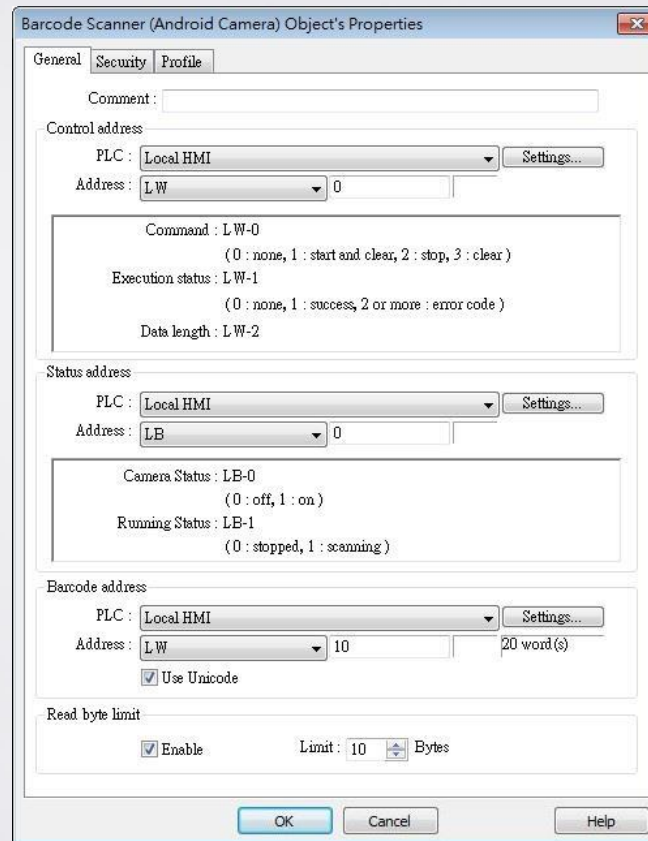 Barcode Scanner (Android Camera) Object's Properties
General Security Profile
Comment :
Control address
PLC : Local HMI Settings...
Address : LW 0
Command : LW-0
( 0 : none, 1 : start and clear, 2 : stop, 3 : clear )
Execution status : LW-1
( 0 : none, 1 : success, 2 or more : error code )
Data length : LW-2
Status address
PLC : Local HMI Settings...
Address : LB 0
Camera Status : LB-0
( 0 : off, 1 : on )
Running Status : LB-1
( 0 : stopped, 1 : scanning )
Barcode address
PLC : Local HMI Settings...
Address : LW 10 20 word(s)
Use Unicode
Read byte limit
Enable Limit : 10 Bytes
OK Cancel Help